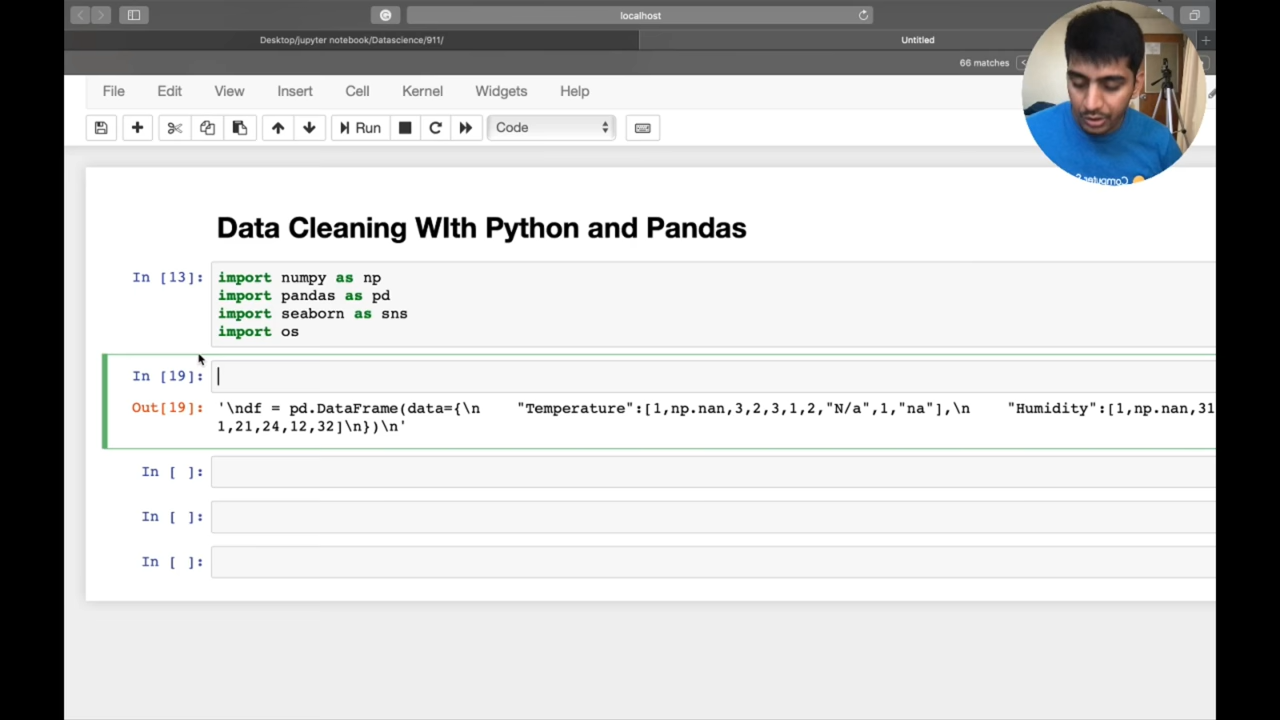 localhost
Desktop/jupyter notebook/Datascience/911/
Untitled
66 matches
File Edit View Insert Cell Kernel Widgets Help
Run Code
Data Cleaning WIth Python and Pandas
In [13]: import numpy as np
import pandas as pd
import seaborn as sns
import os
In [19]:
Out[19]: '\ndf = pd.DataFrame(data={\n "Temperature":[1,np.nan,3,2,3,1,2,"N/a",1,"na"],\n "Humidity":[1,np.nan,31
1,21,24,12,32]\n})\n'
In [ ]:
In [ ]:
In [ ]: